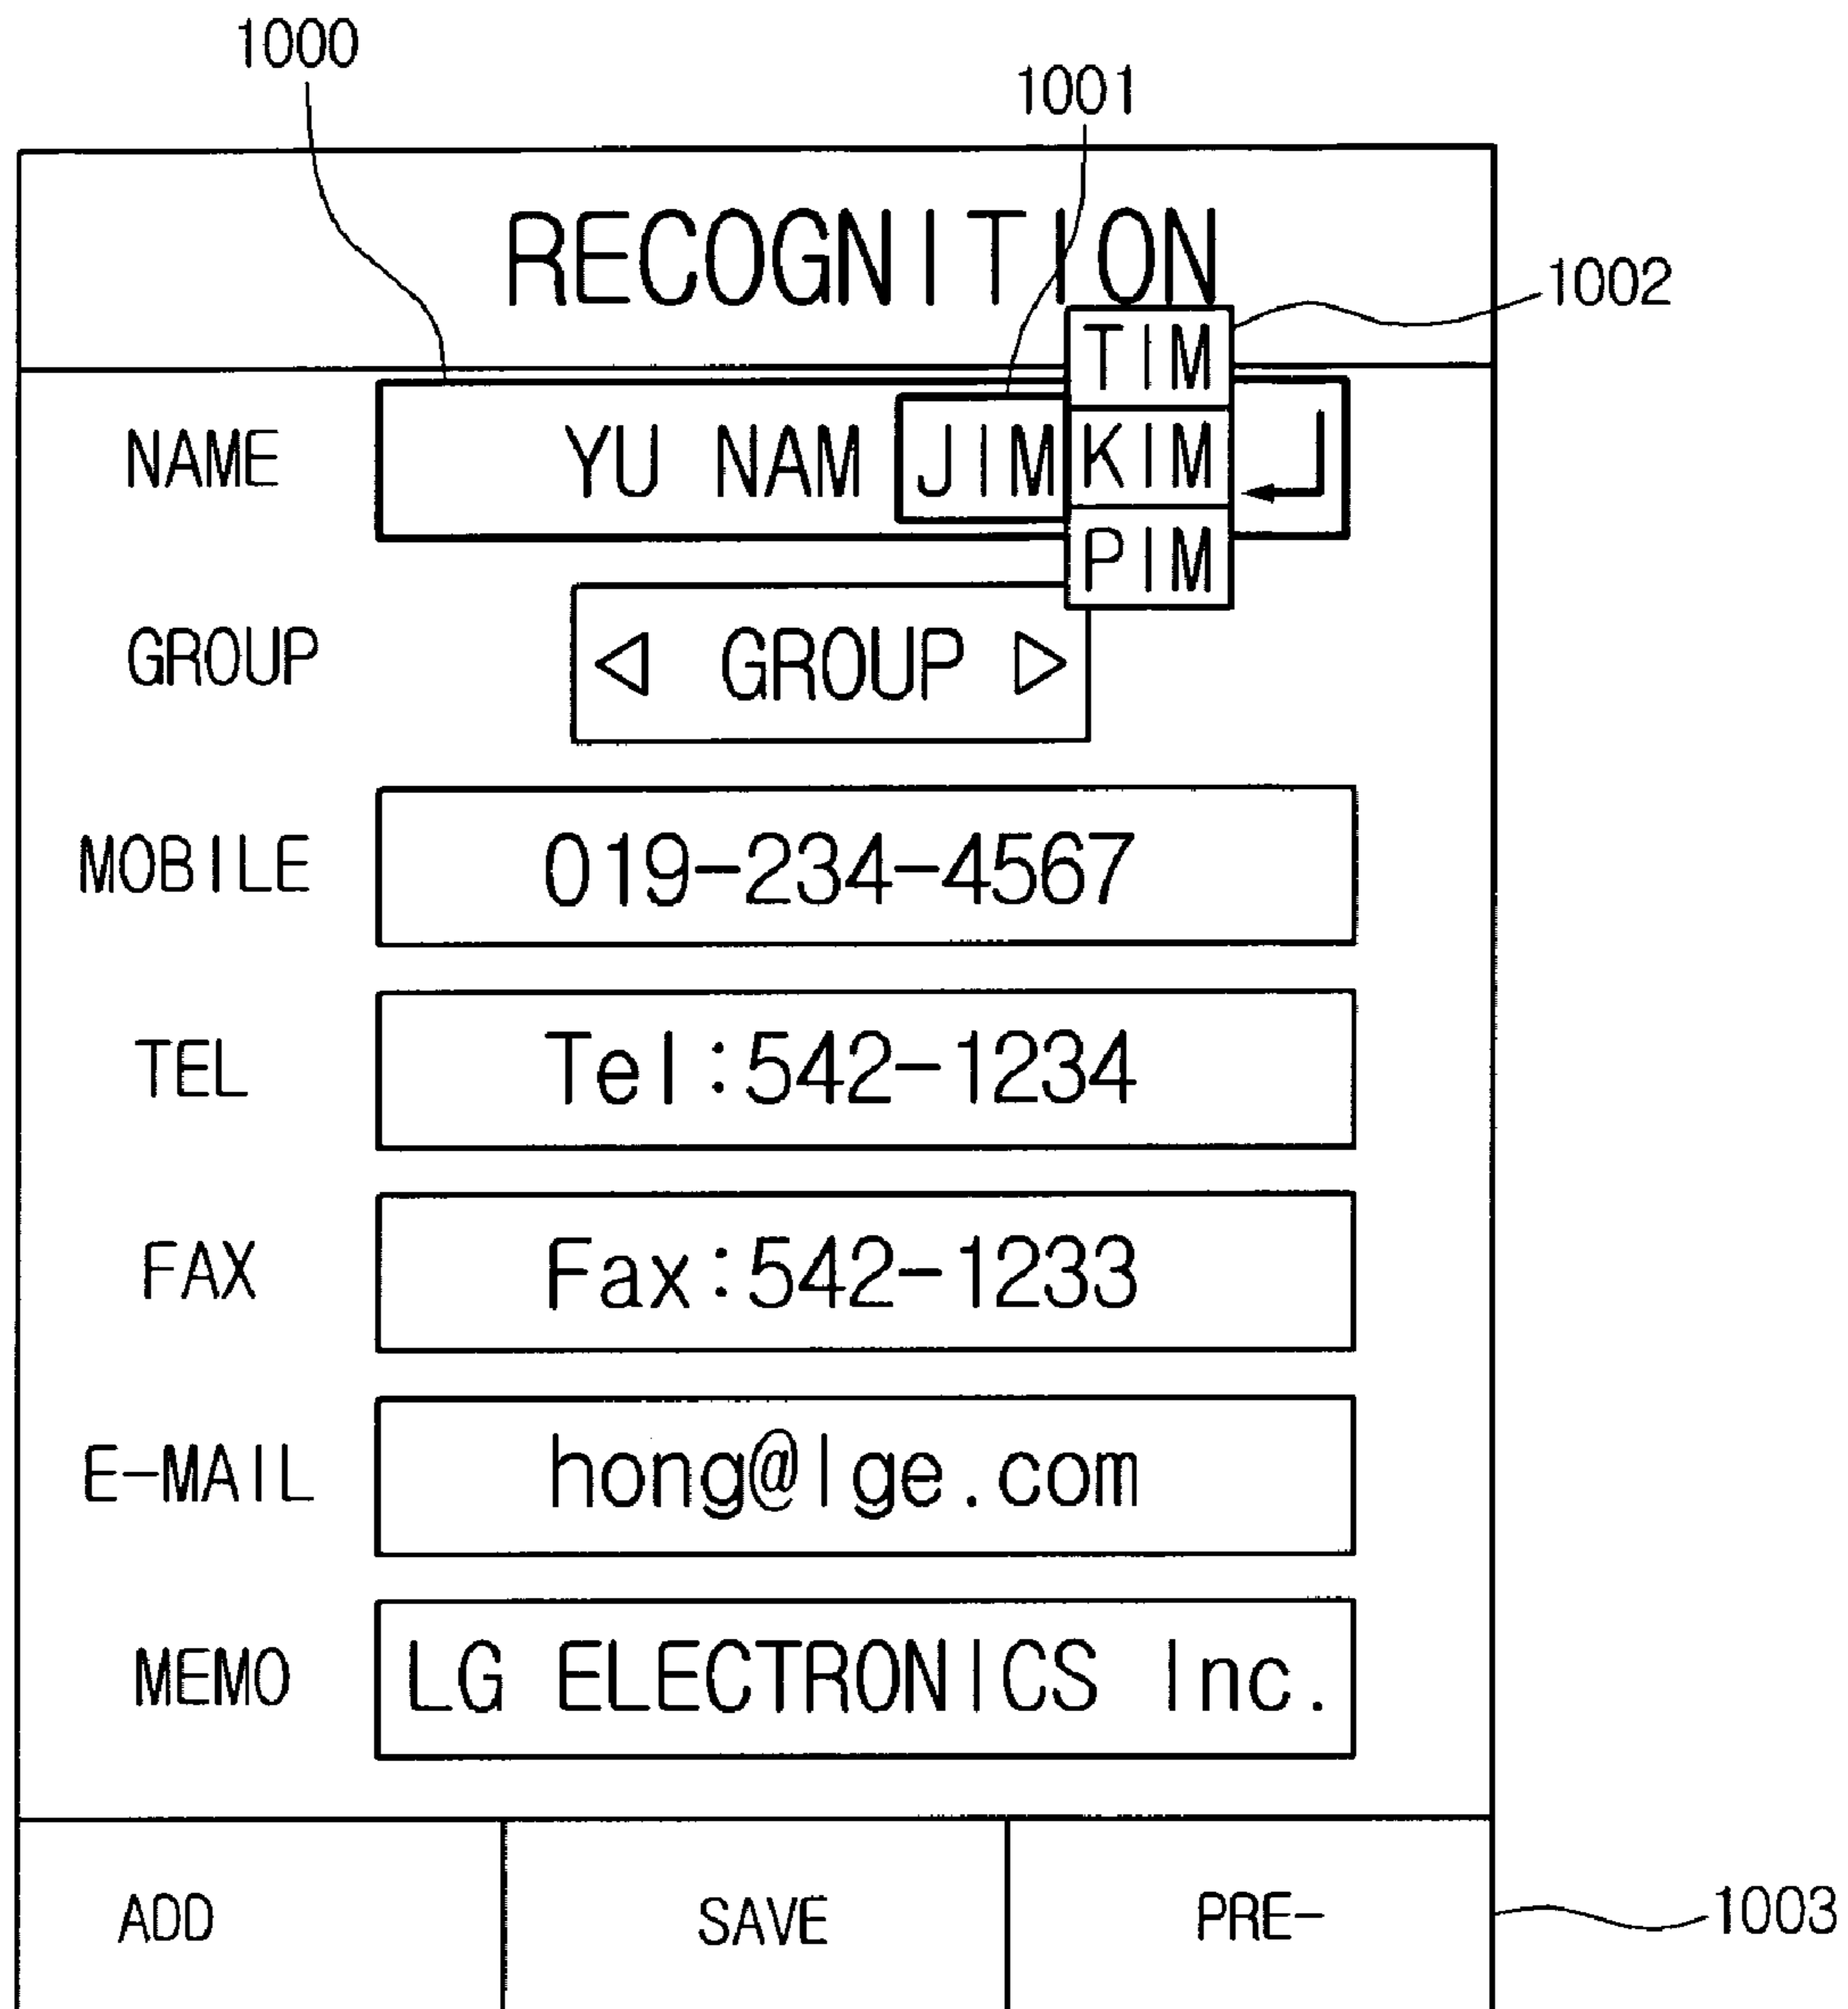 1000
1001
RECOGNITION
1002
TIM
NAME YU NAM JIM KIM
PIM
GROUP GROUP
MOBILE 019-234-4567
TEL Tel:542-1234
FAX Fax:542-1233
E-MAIL hong@lge.com
MEMO LG ELECTRONICS Inc.
ADD SAVE PRE- 1003